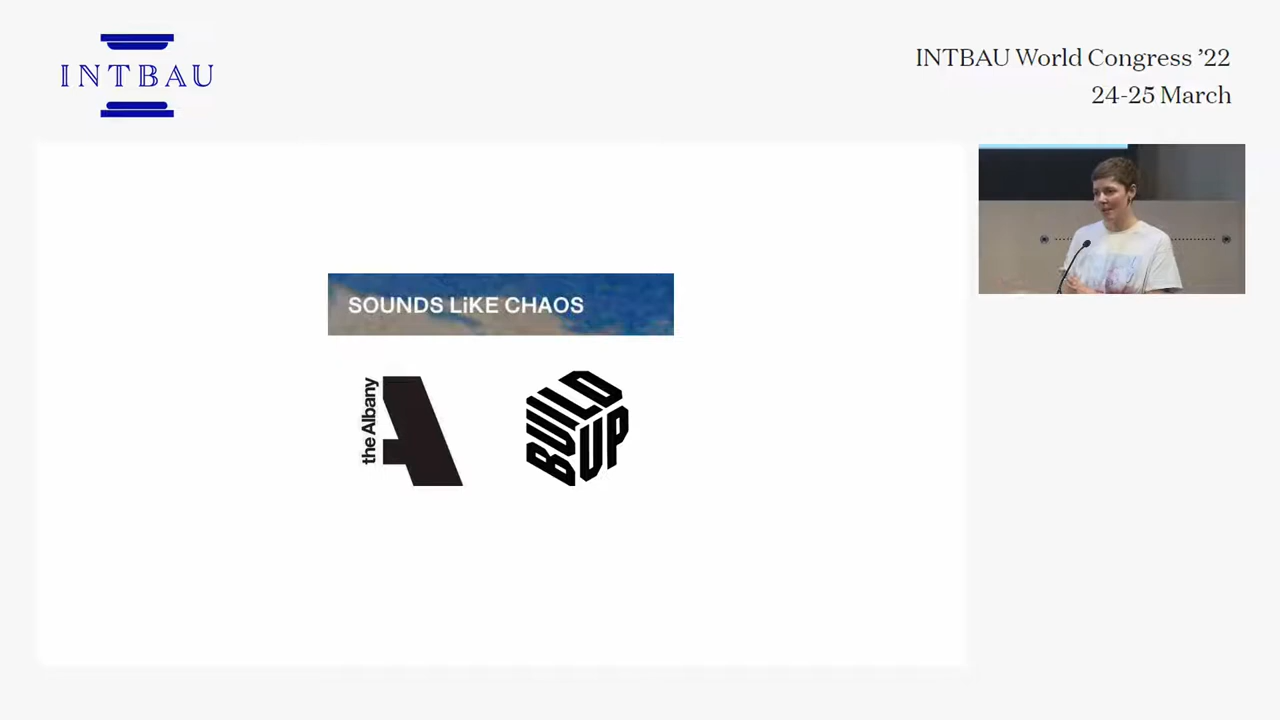 INTBAU
INTBAU World Congress ’22
24-25 March
SOUNDS LiKE CHAOS
the Albany
BUILD
UP